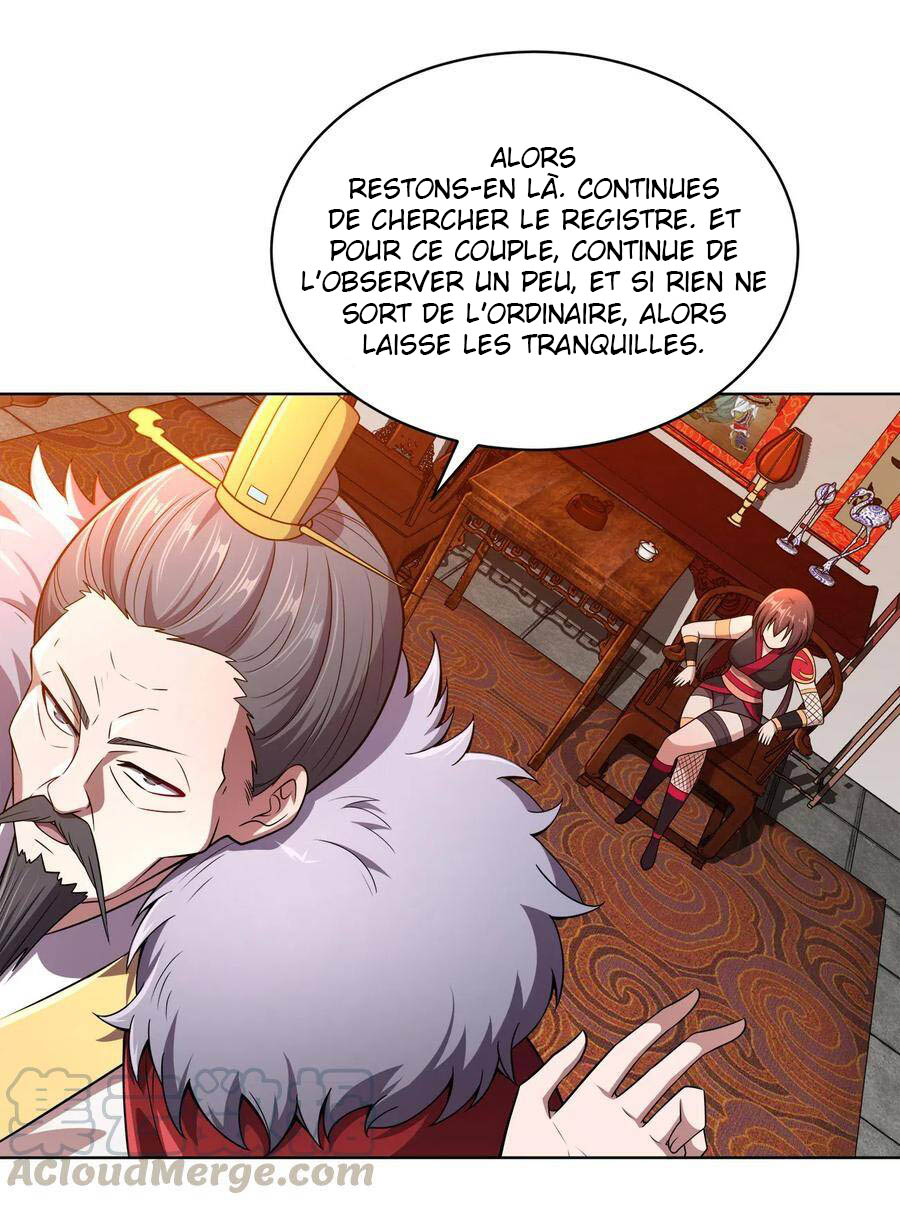 ALORS
RESTONS-EN LÀ. CONTINUES
DE CHERCHER LE REGISTRE. ET
POUR CE COUPLE, CONTINUE DE
L'OBSERVER UN PEU, ET SI RIEN NE
SORT DE L'ORDINAIRE, ALORS
LAISSE LES TRANQUILLES.
ACloudMerge.com